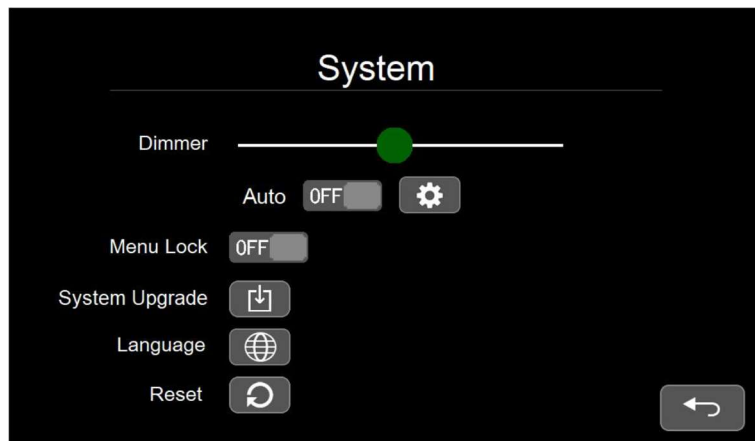 System
Dimmer
Auto OFF
Menu Lock OFF
System Upgrade
Language
Reset